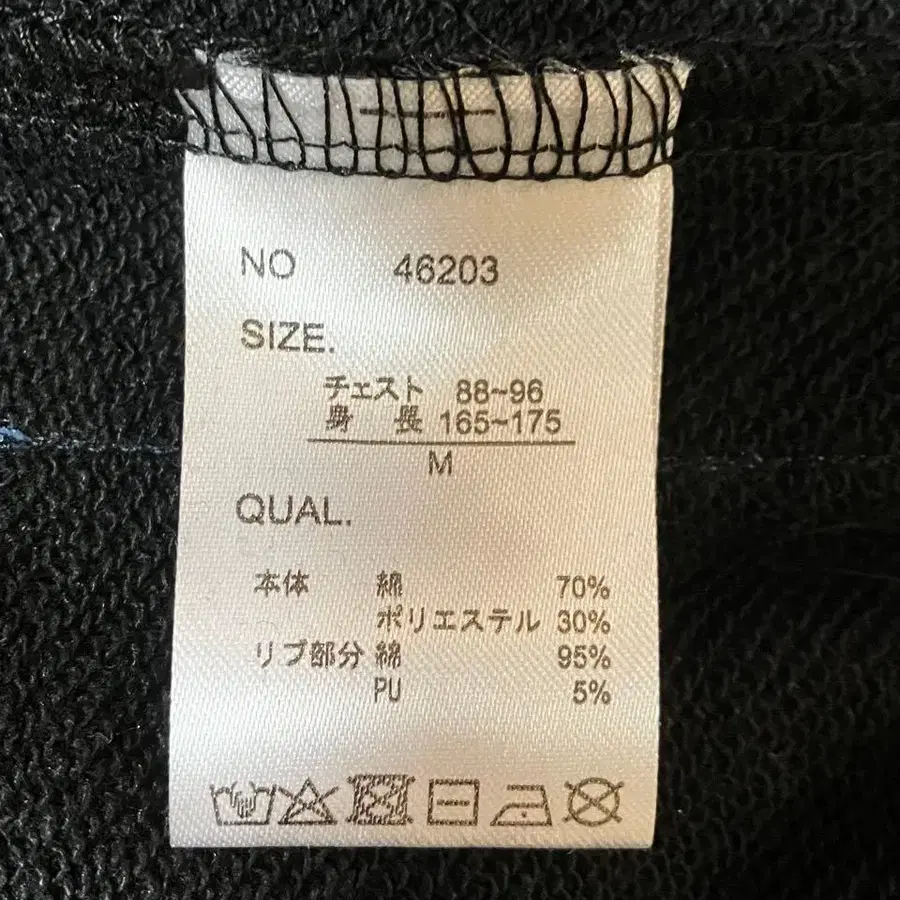 NO 46203
SIZE.
チェスト 88~96
身 長 165~175
M
QUAL.
本体 綿 70%
ポリエステル 30%
リブ部分 綿 95%
PU 5%